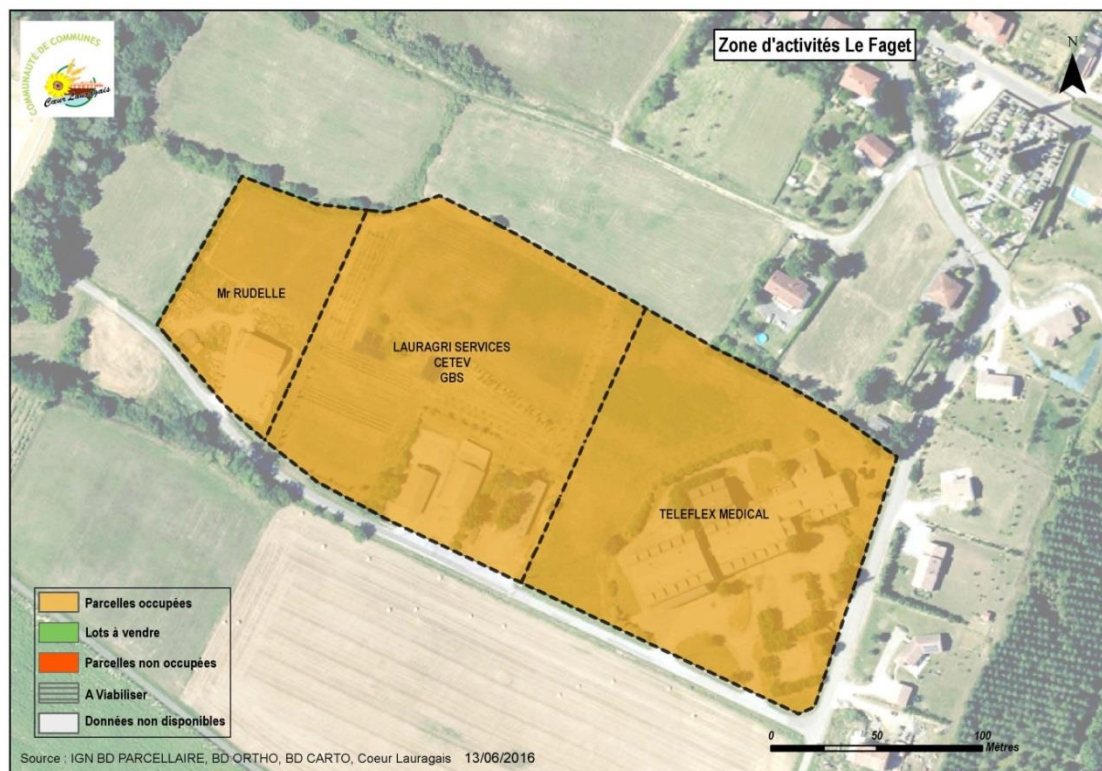 COMMUNAUTÉ DE COMMUNES
Cœur Lauragais
Zone d'activités Le Faget
N
Mr RUDELLE
LAURAGRI SERVICES
CETEV
GBS
TELEFLEX MEDICAL
Parcelles occupées
Lots à vendre
Parcelles non occupées
A Viabiliser
Données non disponibles
0 50 100
Mètres
Source : IGN BD PARCELLAIRE, BD ORTHO, BD CARTO, Coeur Lauragais 13/06/2016